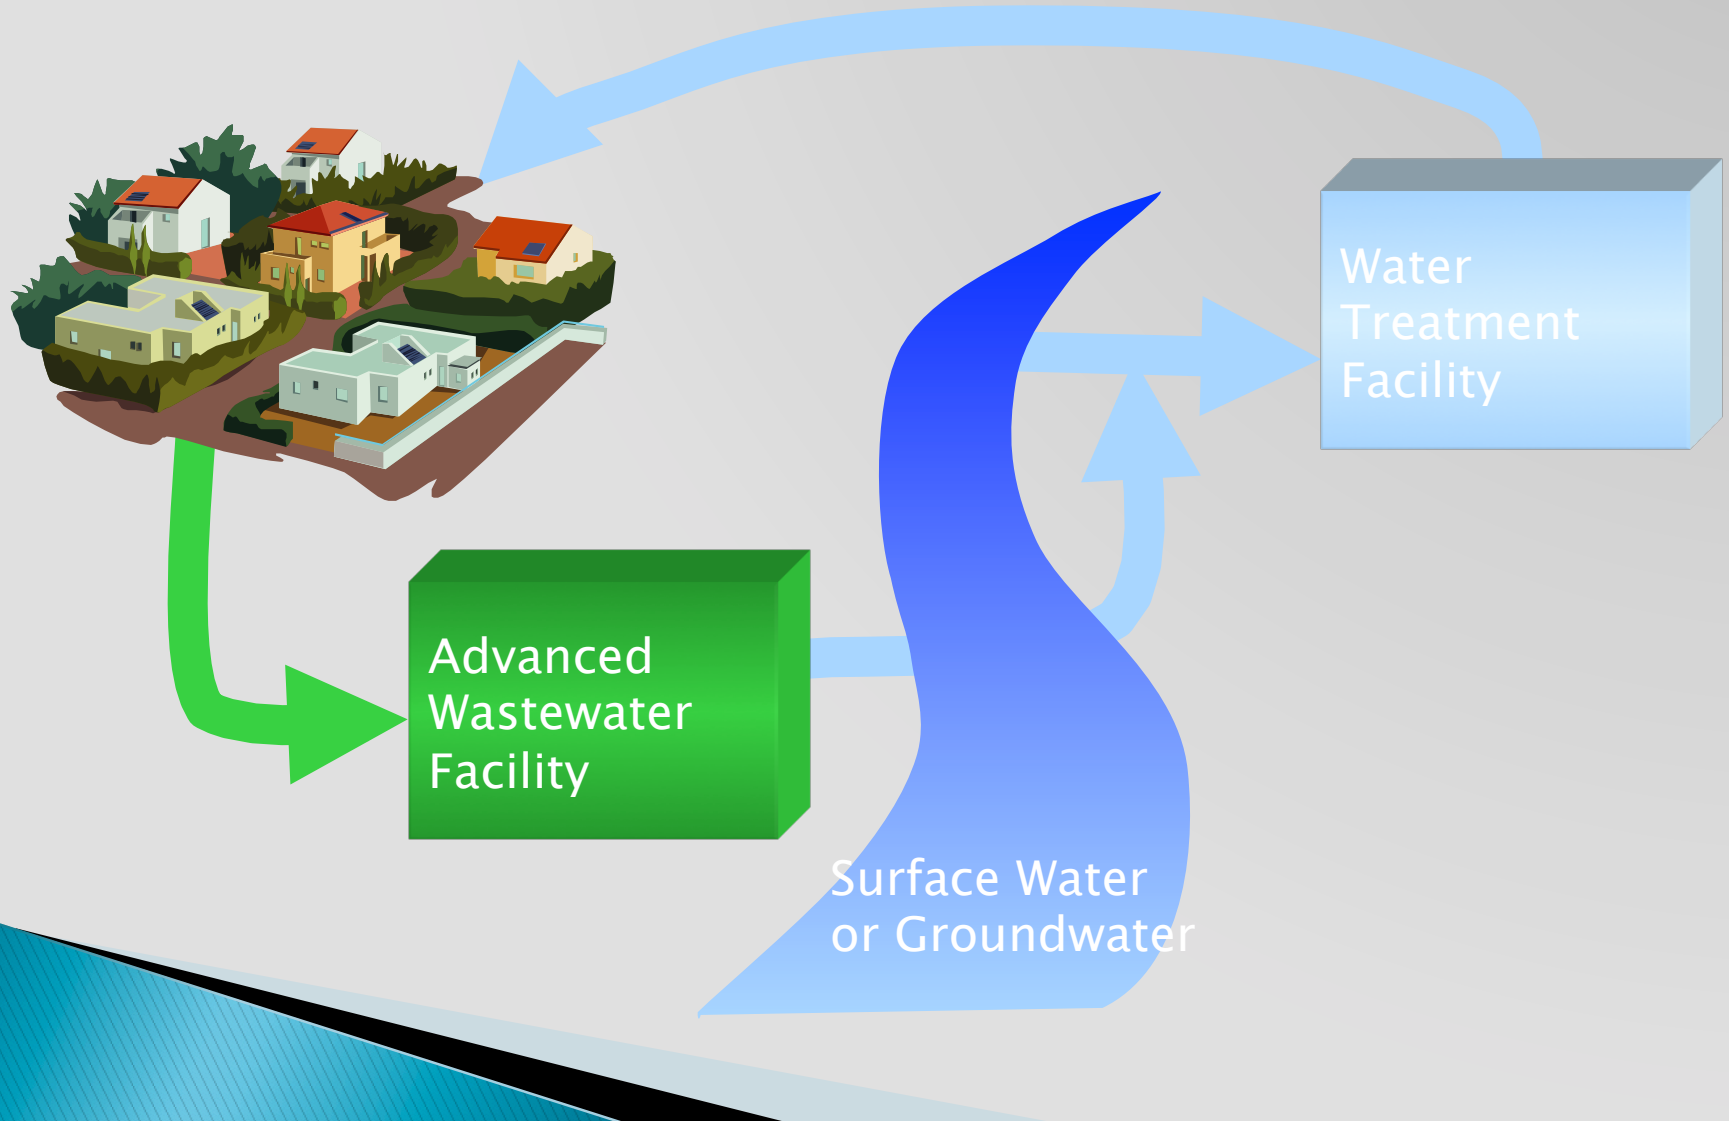 Water
Treatment
Facility
Advanced
Wastewater
Facility
Surface Water
or Groundwater